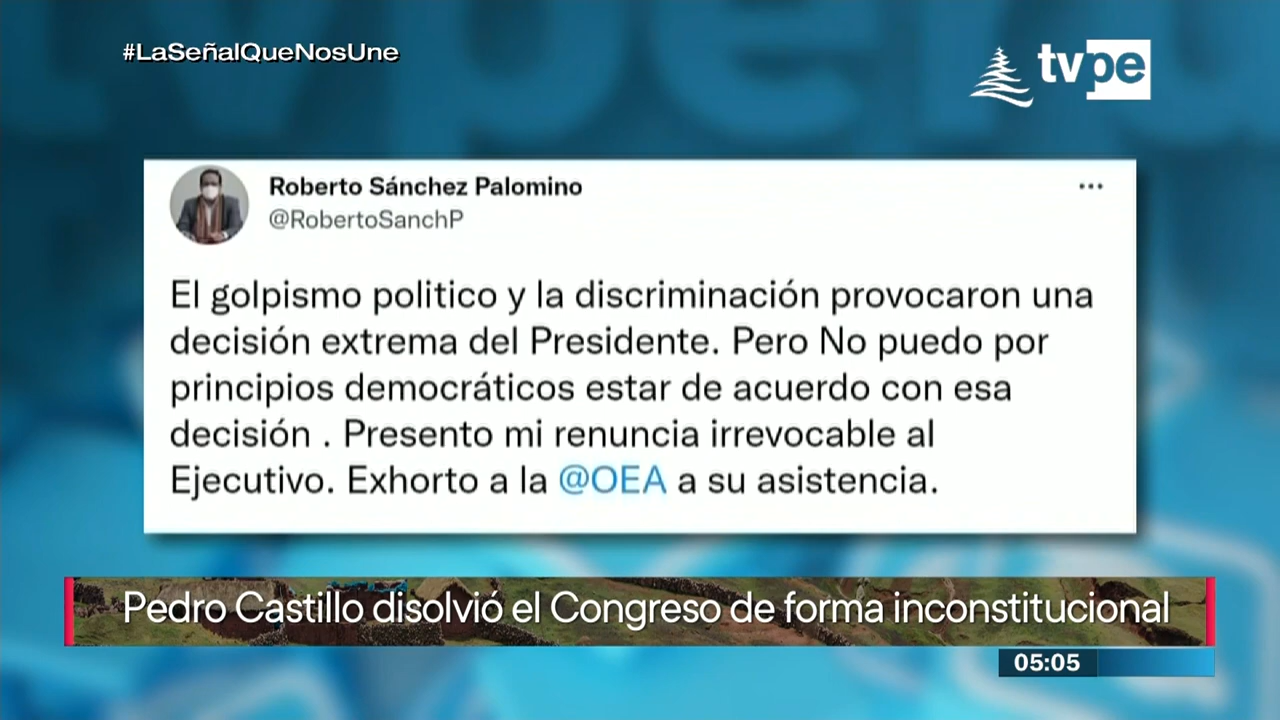 #LaSeñalQueNosUne
tvpe
Roberto Sánchez Palomino
@RobertoSanchP
El golpismo politico y la discriminación provocaron una
decisión extrema del Presidente. Pero No puedo por
principios democráticos estar de acuerdo con esa
decisión . Presento mi renuncia irrevocable al
Ejecutivo. Exhorto a la @OEA a su asistencia.
Pedro Castillo disolvió el Congreso de forma inconstitucional
05:05